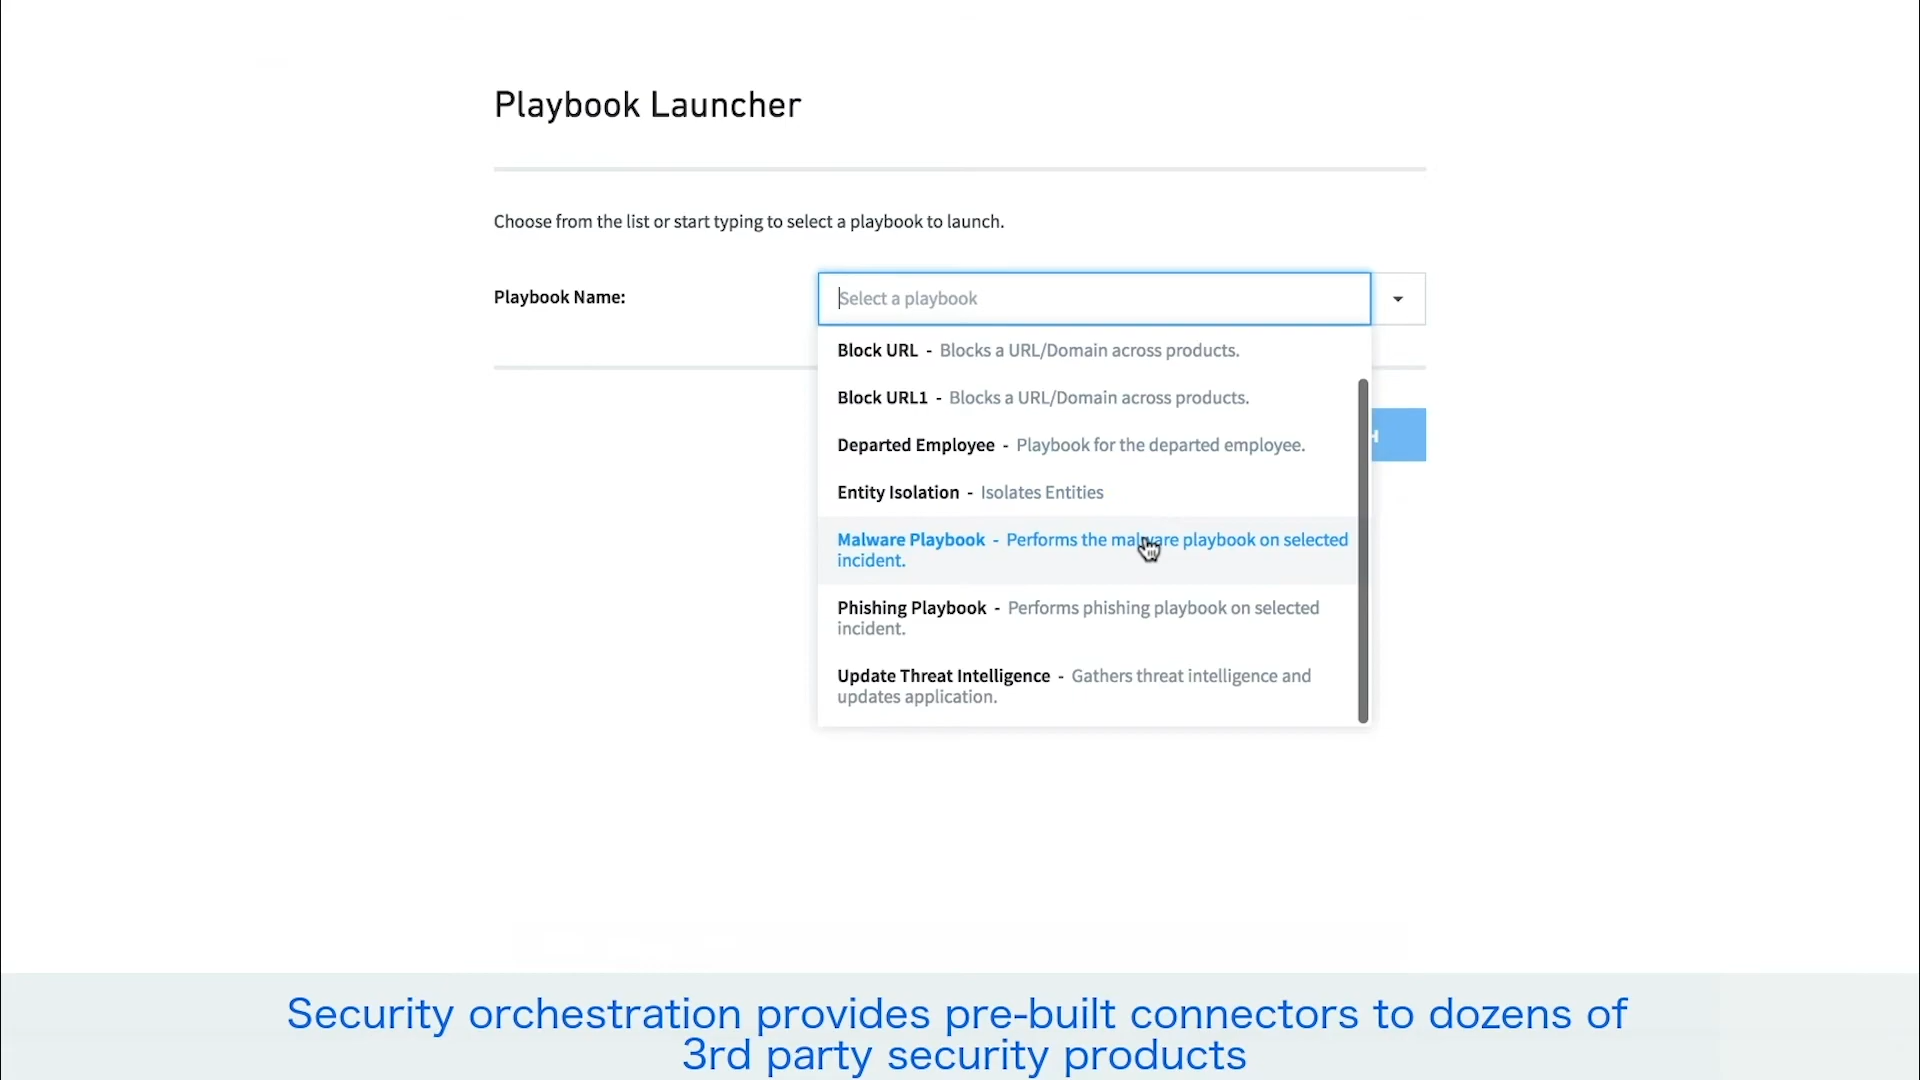 Playbook Launcher
Choose from the list or start typing to select a playbook to launch.
Playbook Name:
Select a playbook
Block URL - Blocks a URL/Domain across products.
Block URL1 - Blocks a URL/Domain across products.
Departed Employee - Playbook for the departed employee.
H
Entity Isolation - Isolates Entities
Malware Playbook - Performs the malware playbook on selected
incident.
Phishing Playbook - Performs phishing playbook on selected
incident.
Update Threat Intelligence - Gathers threat intelligence and
updates application.
Security orchestration provides pre-built connectors to dozens of
3rd party security products